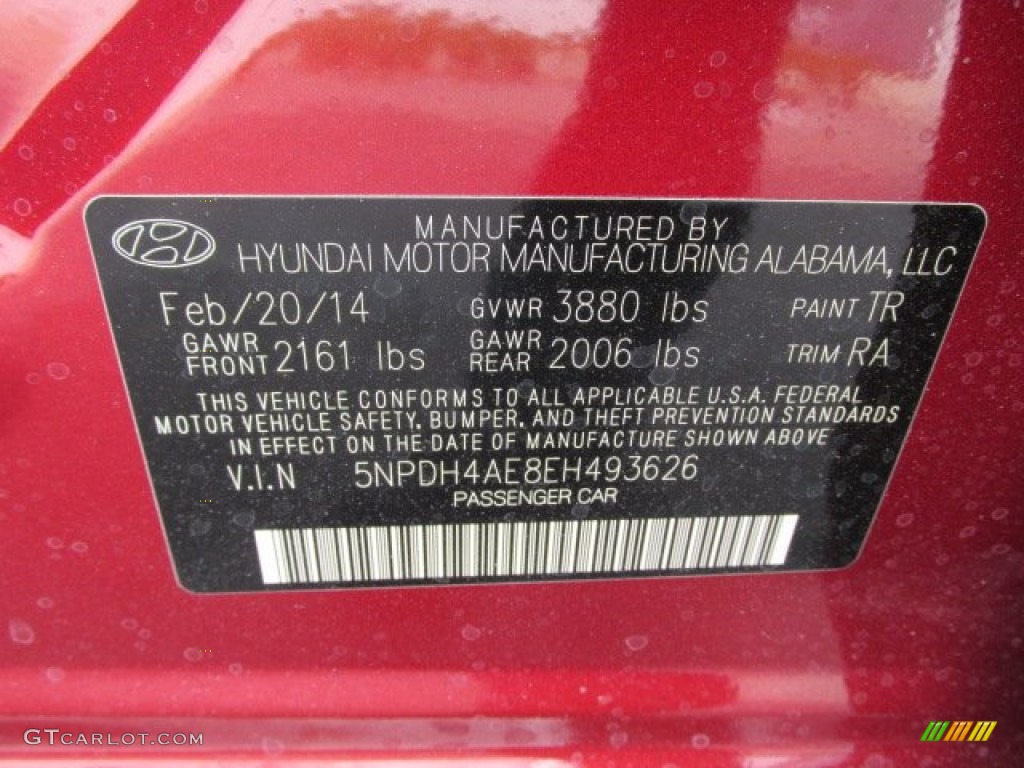 MANUFACTURED BY
HYUNDAI MOTOR MANUFACTURING ALABAMA, LLC
Feb/20/14 GVWR 3880 lbs PAINT TR
GAWR FRONT 2161 lbs GAWR REAR 2006 lbs TRIM RA
THIS VEHICLE CONFORMS TO ALL APPLICABLE U.S.A. FEDERAL
MOTOR VEHICLE SAFETY, BUMPER, AND THEFT PREVENTION STANDARDS
IN EFFECT ON THE DATE OF MANUFACTURE SHOWN ABOVE
V.I.N 5NPDH4AE8EH493626
PASSENGER CAR
GTCARLOT.COM